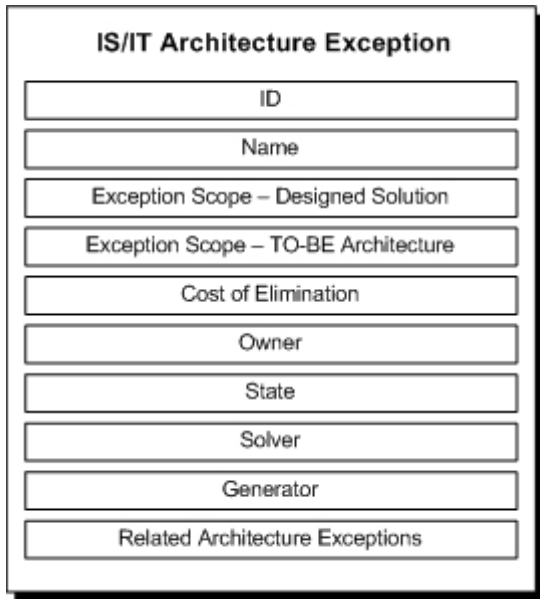 IS/IT Architecture Exception
ID
Name
Exception Scope – Designed Solution
Exception Scope – TO-BE Architecture
Cost of Elimination
Owner
State
Solver
Generator
Related Architecture Exceptions